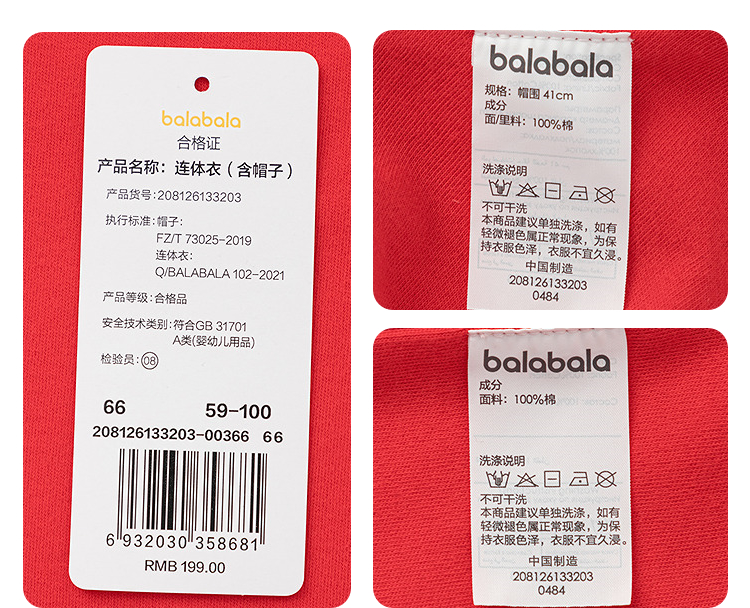 balabala
合格证
产品名称：连体衣（含帽子）
产品货号：208126133203
执行标准：帽子：
FZ/T 73025-2019
连体衣：
Q/BALABALA 102-2021
产品等级：合格品
安全技术类别：符合GB 31701
A类(婴幼儿用品)
检验员：08
66 59-100
208126133203-00366 66
6 932030 358681
RMB 199.00
balabala
规格：帽围 41cm
成分
面/里料：100%棉
洗涤说明
不可干洗
本商品建议单独洗涤，如有
轻微褪色属正常现象，为保
持衣服色泽，衣服不宜久浸。
中国制造
208126133203
0484
balabala
成分
面料：100%棉
洗涤说明
不可干洗
本商品建议单独洗涤，如有
轻微褪色属正常现象，为保
持衣服色泽，衣服不宜久浸。
中国制造
208126133203
0484